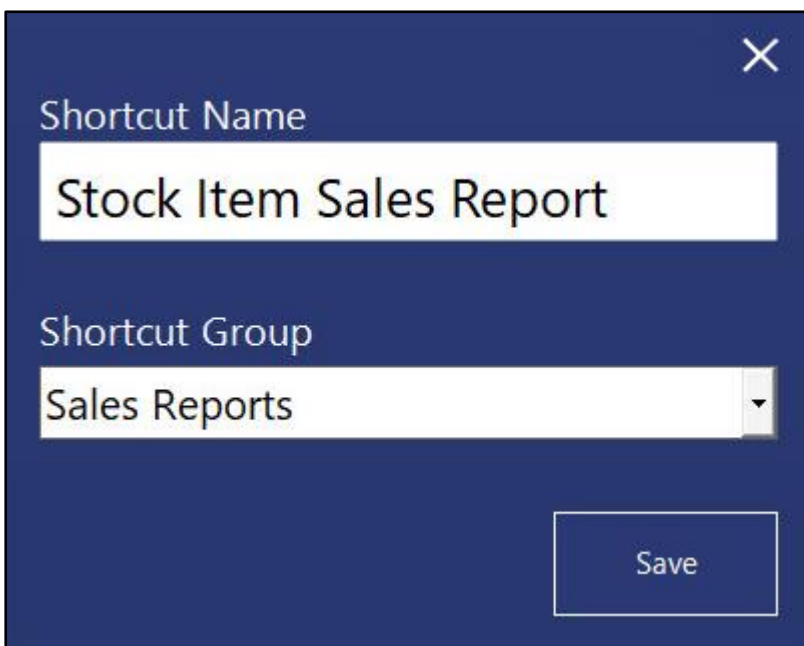 Shortcut Name
Stock Item Sales Report
Shortcut Group
Sales Reports
Save